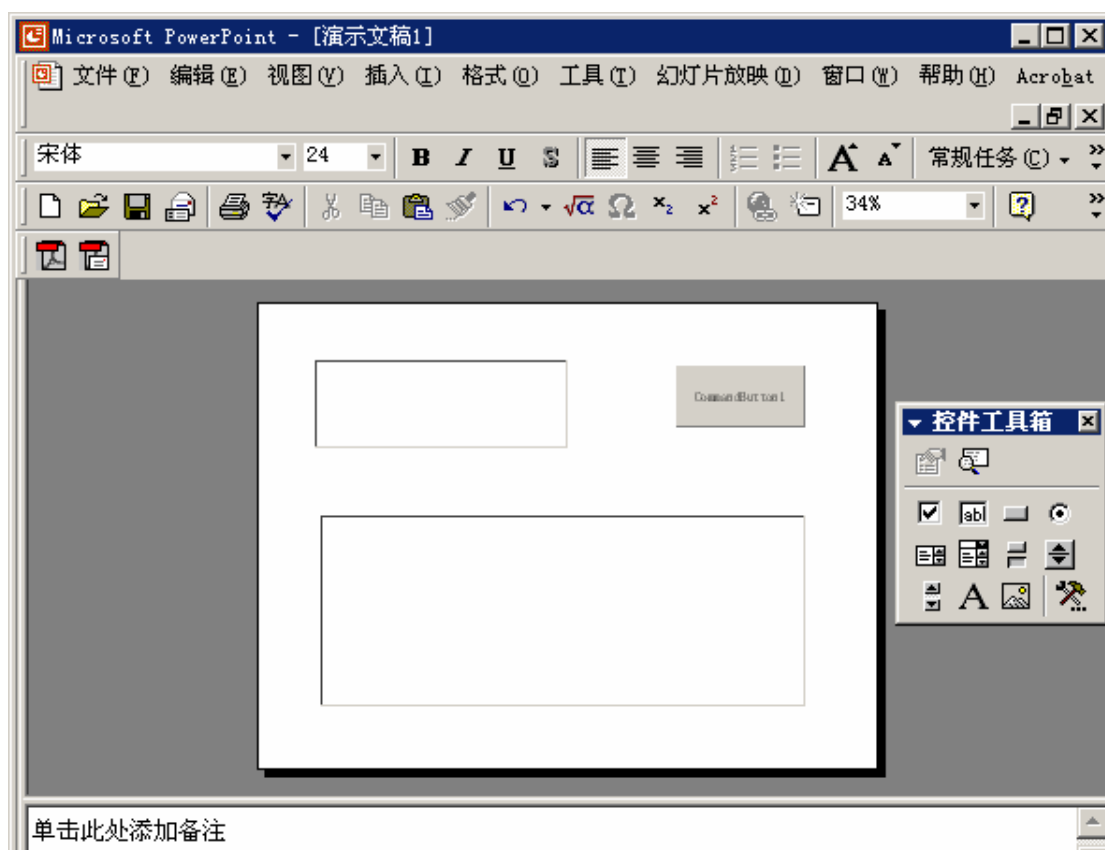 Microsoft PowerPoint - [演示文稿1]
文件(F) 编辑(E) 视图(V) 插入(I) 格式(O) 工具(T) 幻灯片放映(D) 窗口(W) 帮助(H) Acrobat
宋体 24 B I U S A A 常规任务(C)
√α Ω ×₂ ×² 34%
CommandButton1
控件工具箱
abl
A
单击此处添加备注